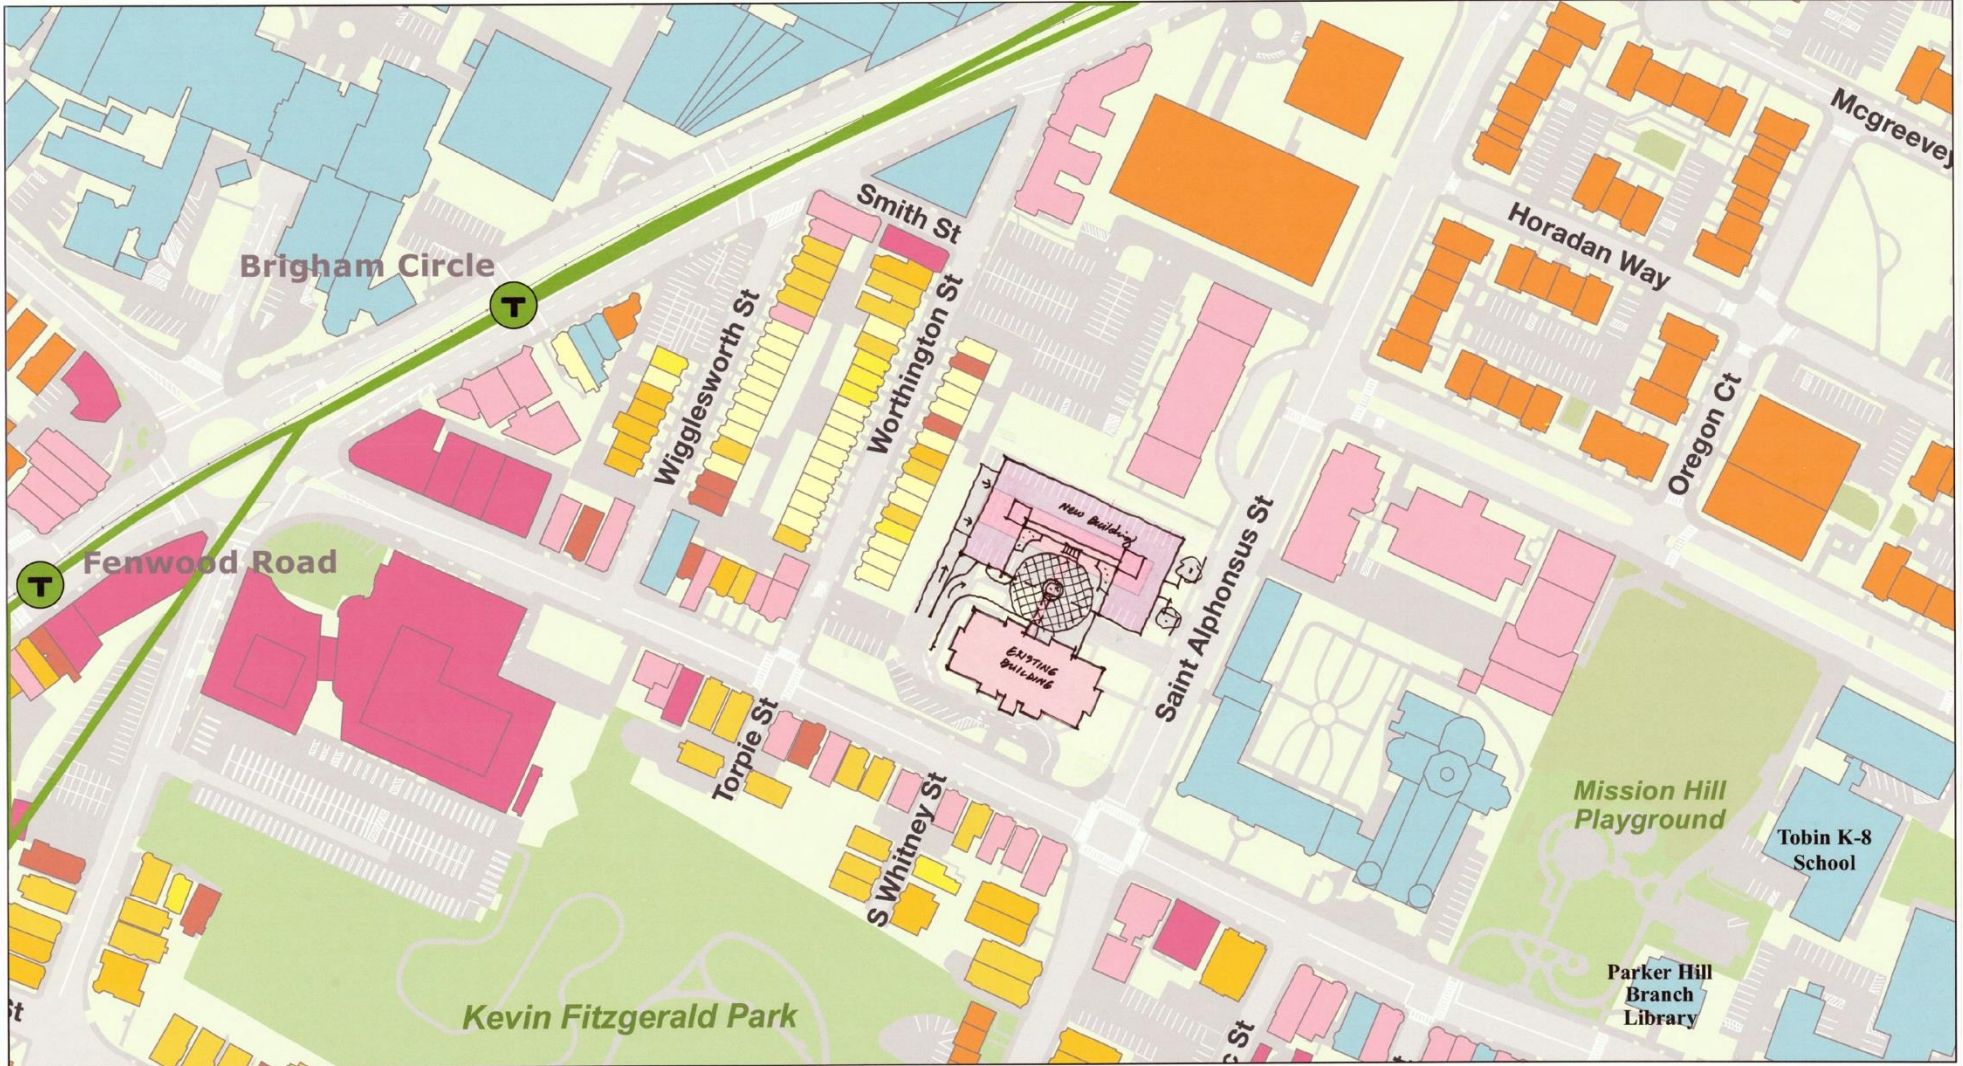 Mcgreevey
Smith St
Horadan Way
Brigham Circle
T
Wigglesworth St
Worthington St
Oregon Ct
New Building
Saint Alphonsus St
Fenwood Road
T
EXISTING
BUILDING
Torpie St
S Whitney St
Mission Hill
Playground
Tobin K-8
School
Parker Hill
Branch
Library
Kevin Fitzgerald Park
St
c St